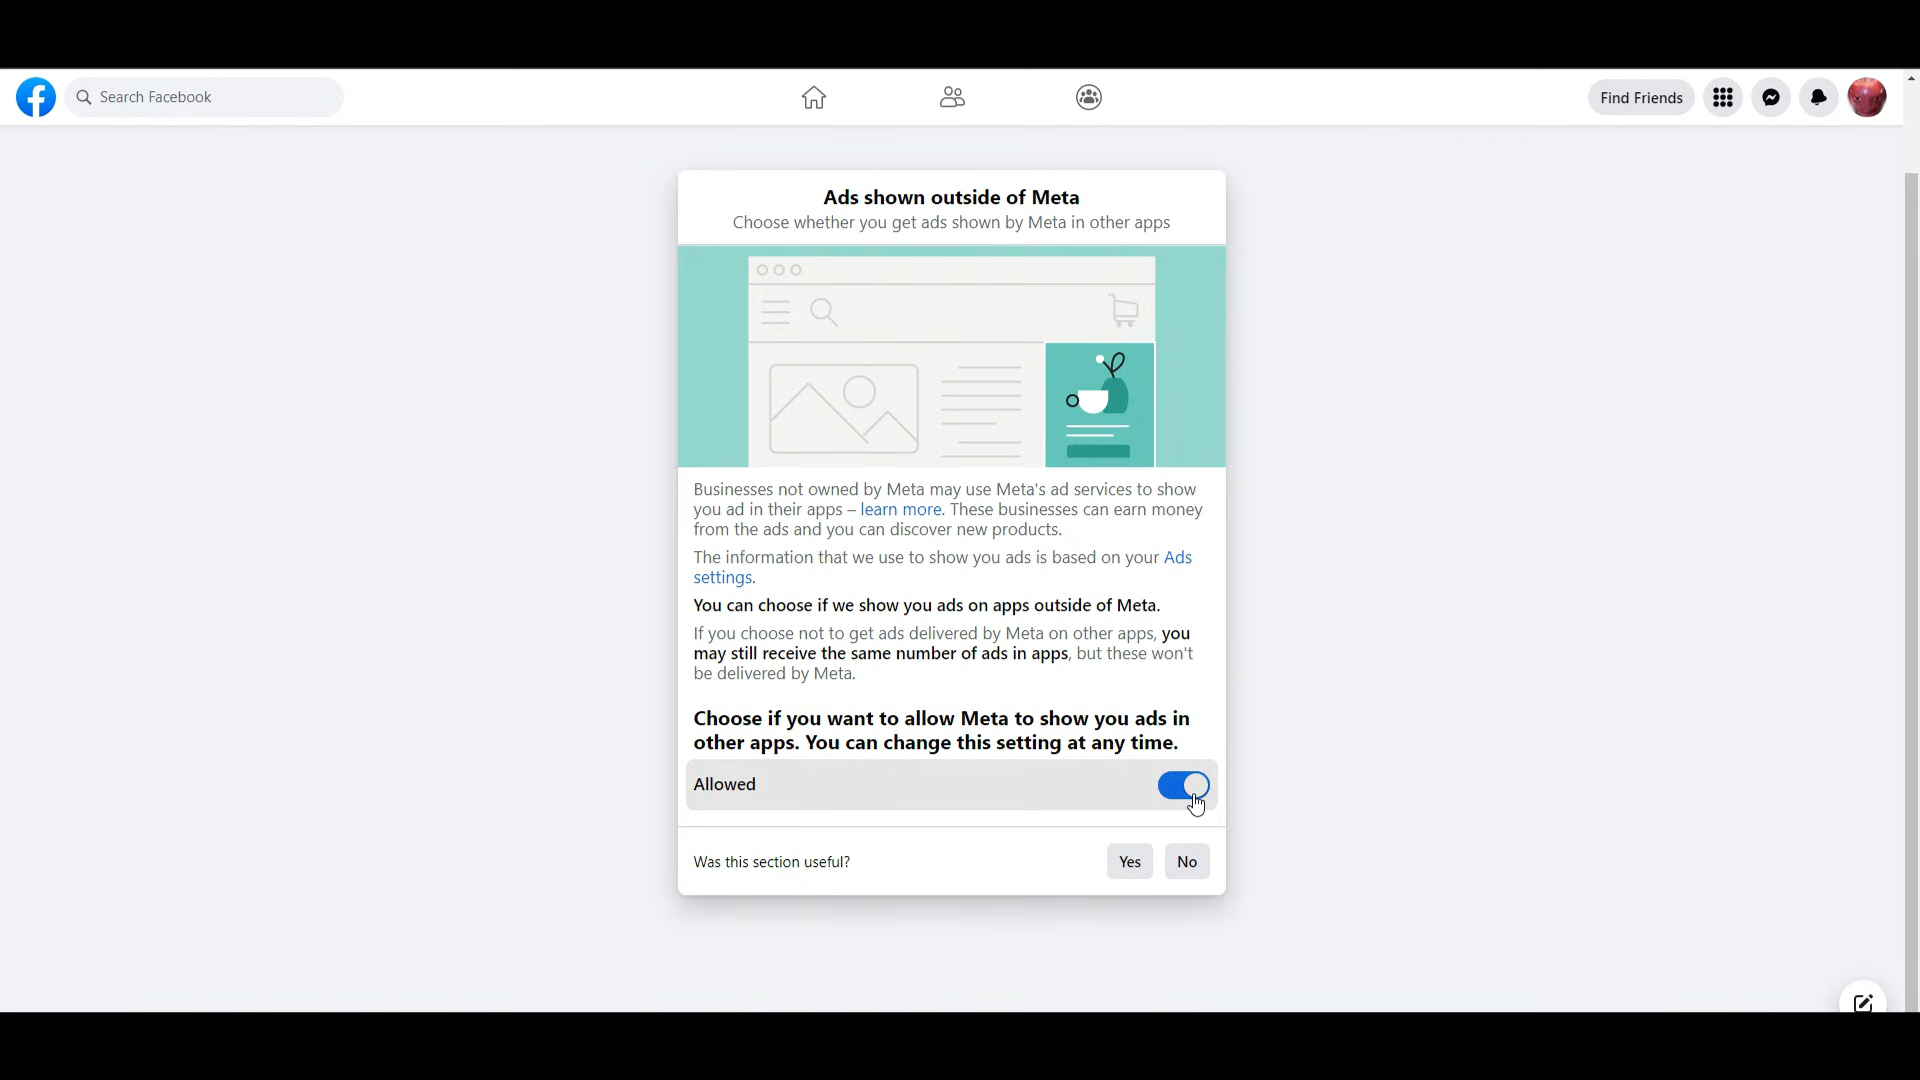 Search Facebook
Find Friends
Ads shown outside of Meta
Choose whether you get ads shown by Meta in other apps
Businesses not owned by Meta may use Meta's ad services to show
you ad in their apps – learn more. These businesses can earn money
from the ads and you can discover new products.
The information that we use to show you ads is based on your Ads
settings.
You can choose if we show you ads on apps outside of Meta.
If you choose not to get ads delivered by Meta on other apps, you
may still receive the same number of ads in apps, but these won't
be delivered by Meta.
Choose if you want to allow Meta to show you ads in
other apps. You can change this setting at any time.
Allowed
Was this section useful?
Yes
No